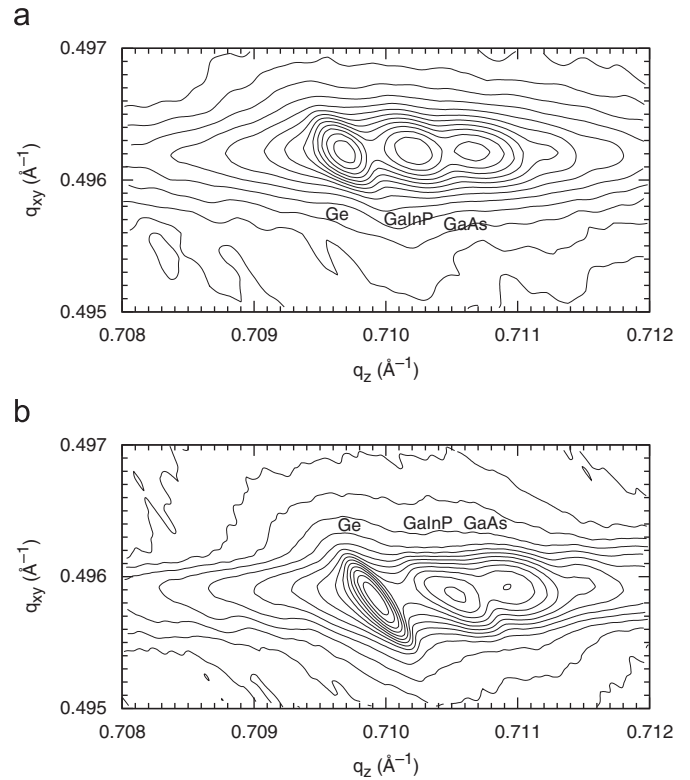 a
0.497
0.496
0.495
q_xy (Å⁻¹)
Ge
GaInP
GaAs
0.708 0.709 0.710 0.711 0.712
q_z (Å⁻¹)
b
0.497
0.496
0.495
q_xy (Å⁻¹)
Ge
GaInP
GaAs
0.708 0.709 0.710 0.711 0.712
q_z (Å⁻¹)